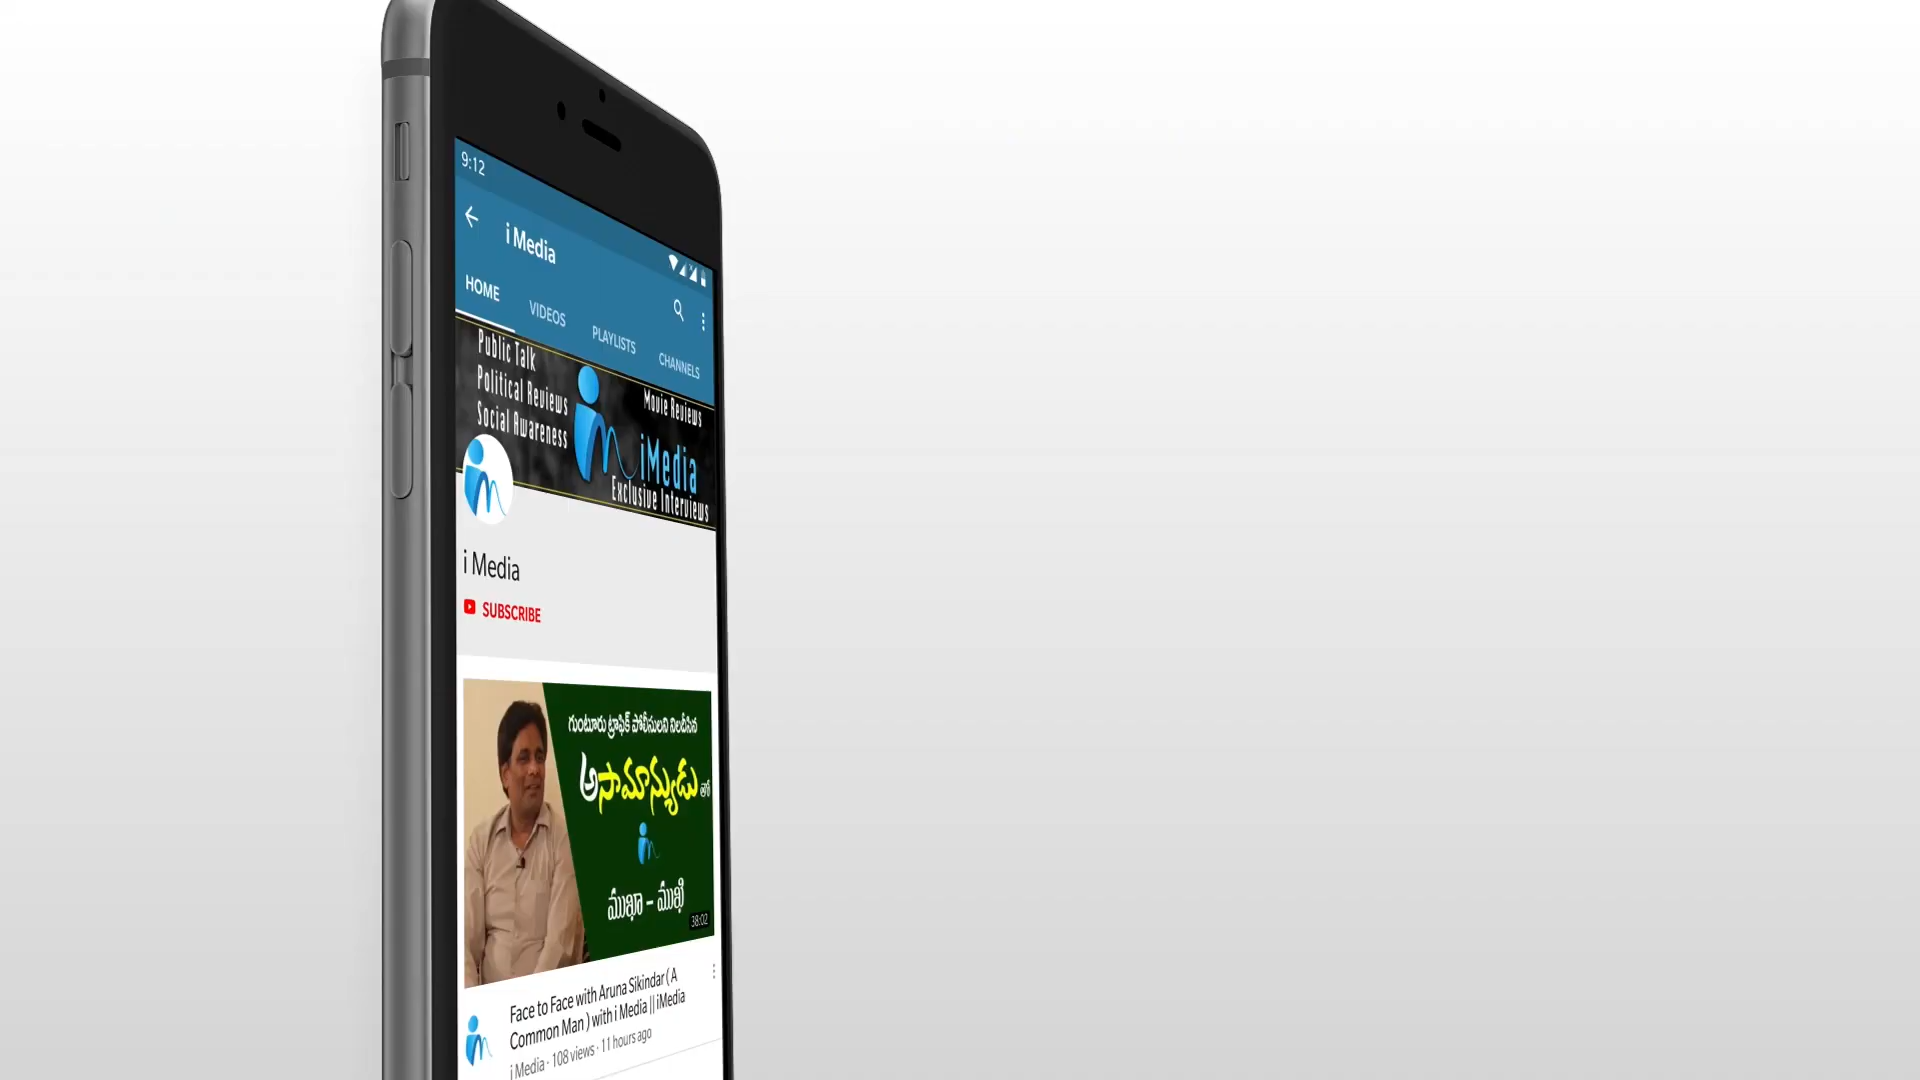 9:12
i Media
HOME
VIDEOS
PLAYLISTS
CHANNELS
Public Talk
Political Reviews
Social Awareness
Movie Reviews
iMedia
Exclusive Interviews
i Media
SUBSCRIBE
గుంటూరు ట్రాఫిక్ పోలీసులని నిలదీసిన
అసామాన్యుడు తో
ముఖా - ముఖి
38:02
Face to Face with Aruna Sikindar ( A
Common Man ) with i Media || iMedia
i Media · 108 views · 11 hours ago